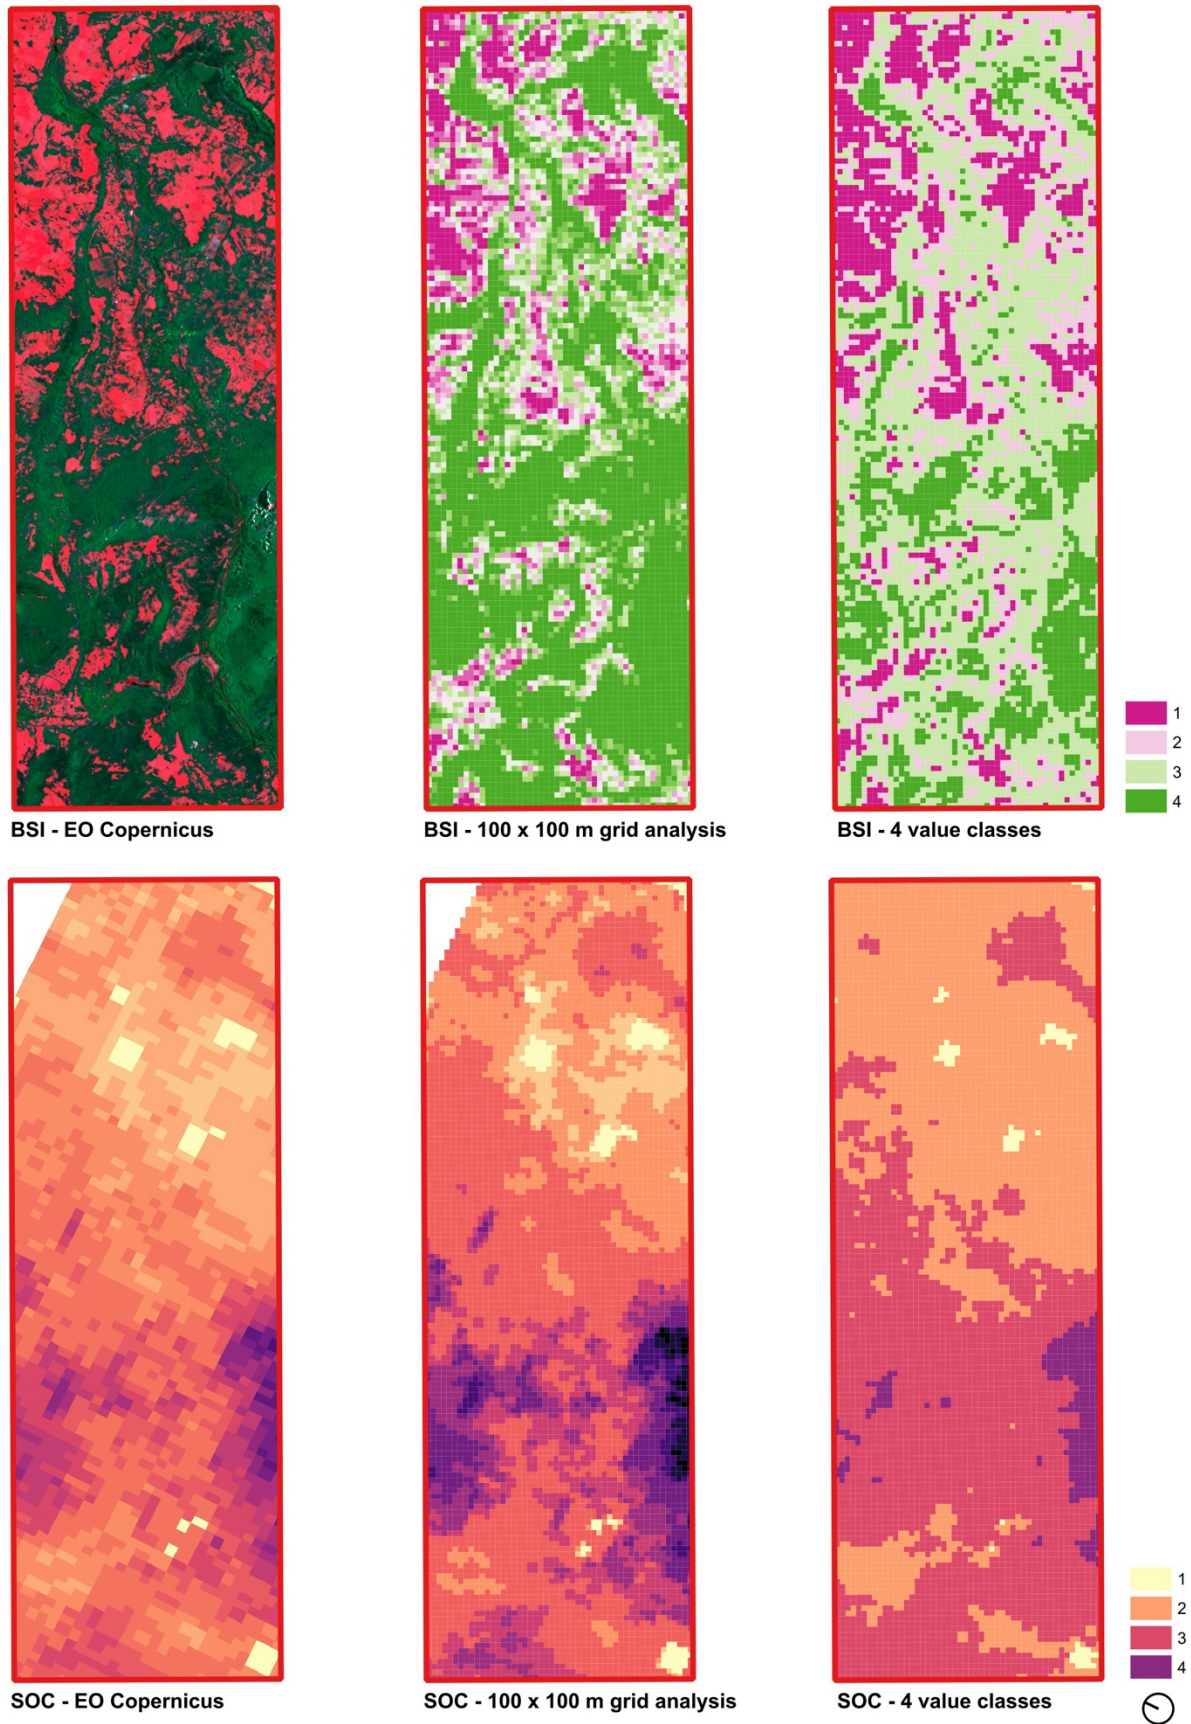 1
2
3
4
BSI - EO Copernicus
BSI - 100 x 100 m grid analysis
BSI - 4 value classes
1
2
3
4
SOC - EO Copernicus
SOC - 100 x 100 m grid analysis
SOC - 4 value classes